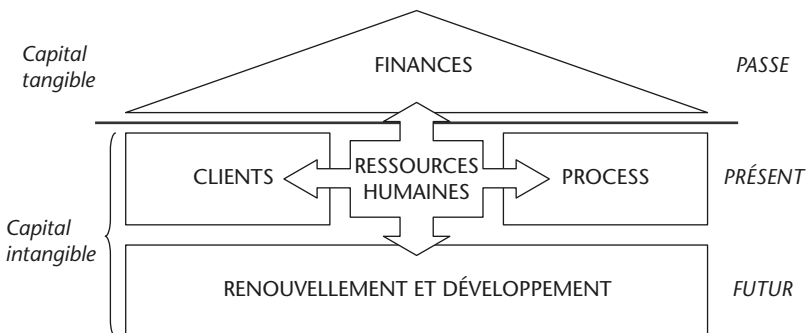 Capital
tangible
FINANCES
PASSE
CLIENTS
RESSOURCES
HUMAINES
PROCESS
PRÉSENT
Capital
intangible
RENOUVELLEMENT ET DÉVELOPPEMENT
FUTUR